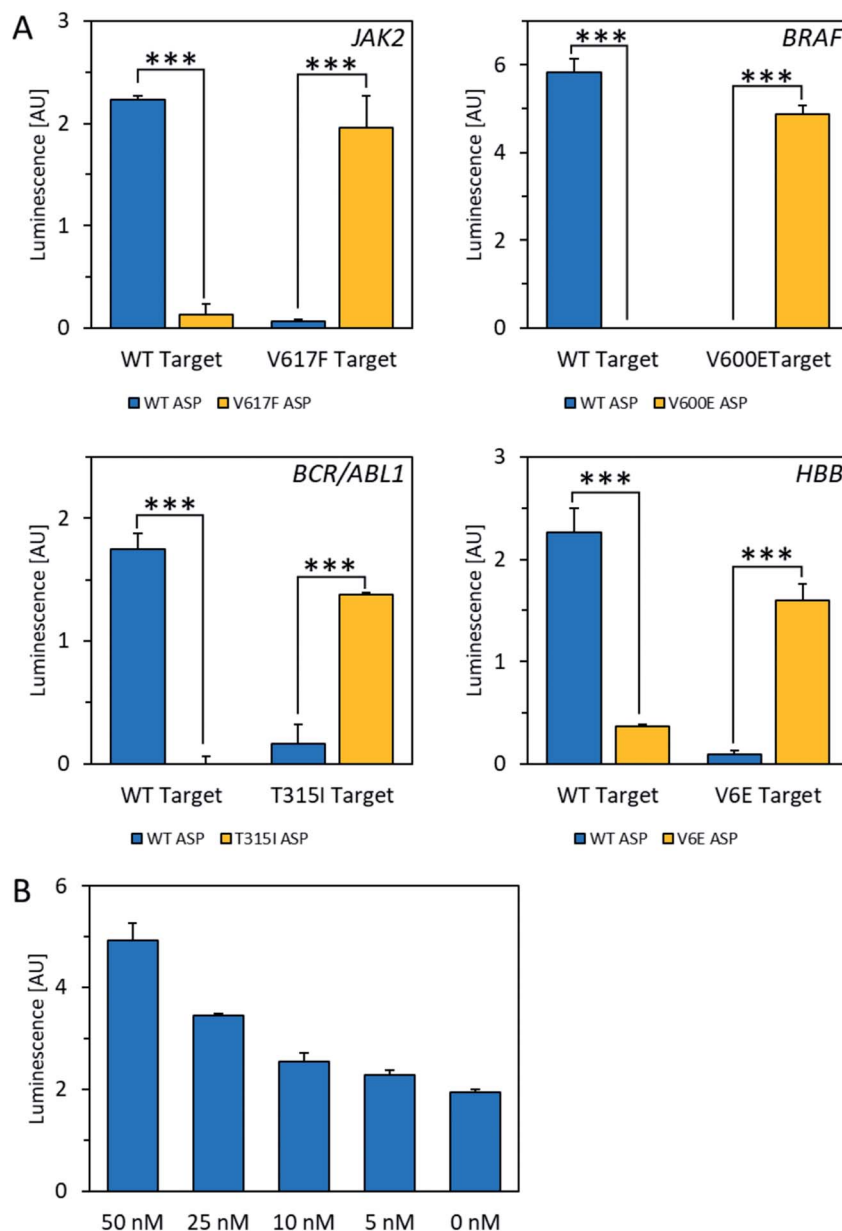 A
JAK2
Luminescence [AU]
3
2
1
0
*** ***
WT Target V617F Target
WT ASP V617F ASP
BRAF
Luminescence [AU]
6
4
2
0
*** ***
WT Target V600ETarget
WT ASP V600E ASP
BCR/ABL1
Luminescence [AU]
2
1
0
*** ***
WT Target T315I Target
WT ASP T315I ASP
HBB
Luminescence [AU]
3
2
1
0
*** ***
WT Target V6E Target
WT ASP V6E ASP
B
Luminescence [AU]
6
4
2
0
50 nM 25 nM 10 nM 5 nM 0 nM